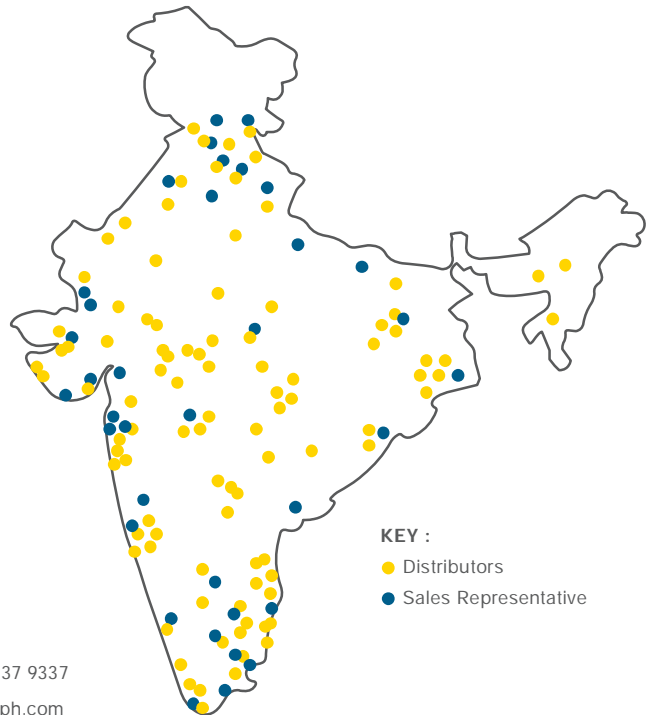 KEY :
Distributors
Sales Representative
37 9337
ph.com